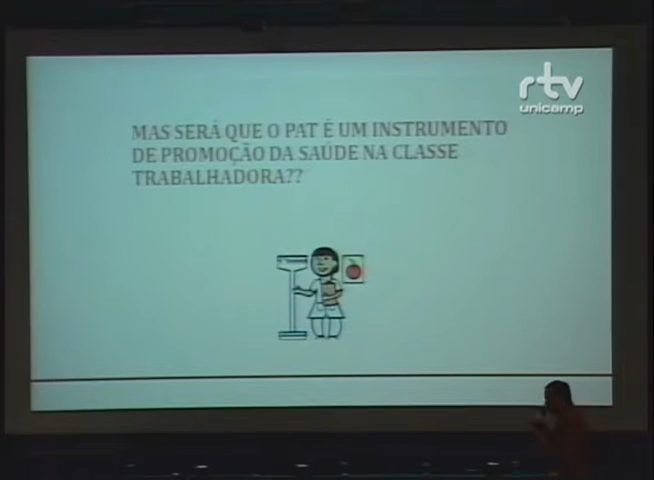 rtv
unicamp
MAS SERÁ QUE O PAT É UM INSTRUMENTO
DE PROMOÇÃO DA SAÚDE NA CLASSE
TRABALHADORA??